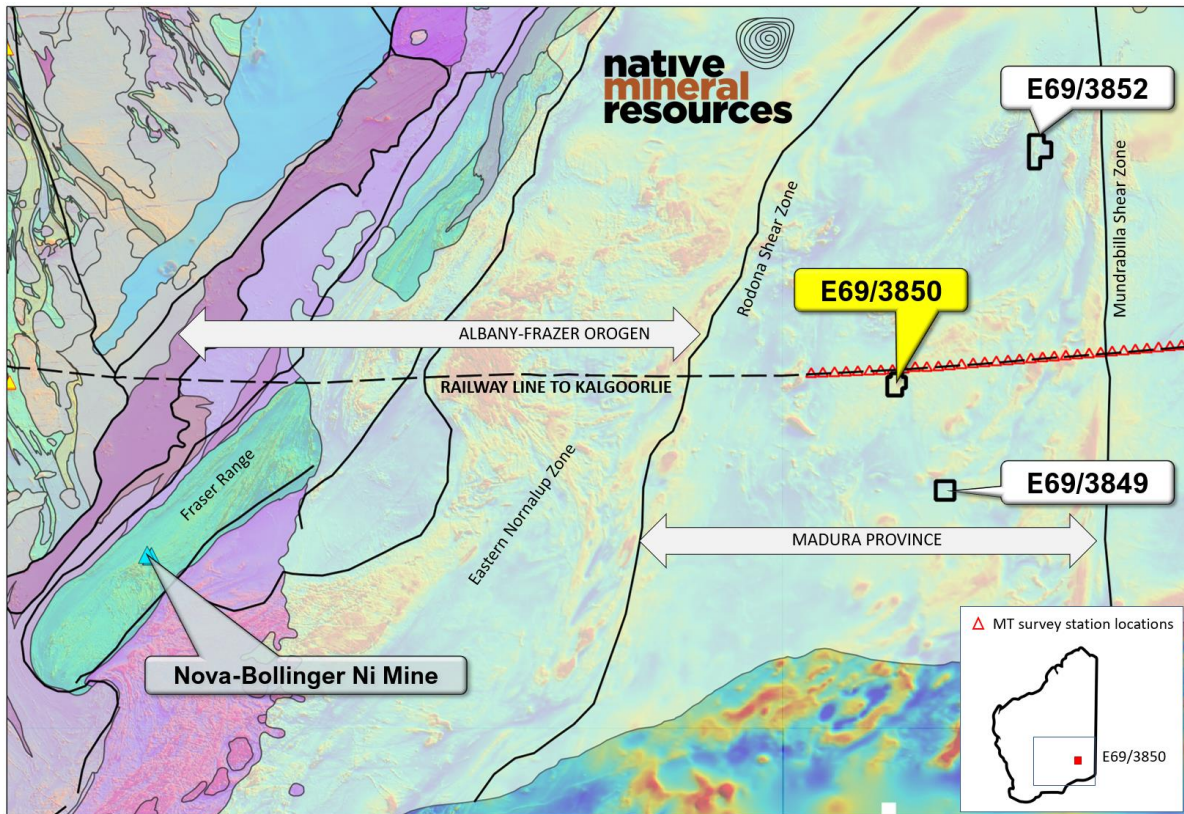 native
mineral
resources
E69/3852
Rodona Shear Zone
Mundrabilla Shear Zone
E69/3850
ALBANY-FRAZER OROGEN
RAILWAY LINE TO KALGOORLIE
Fraser Range
Eastern Nornalup Zone
E69/3849
MADURA PROVINCE
Nova-Bollinger Ni Mine
MT survey station locations
E69/3850